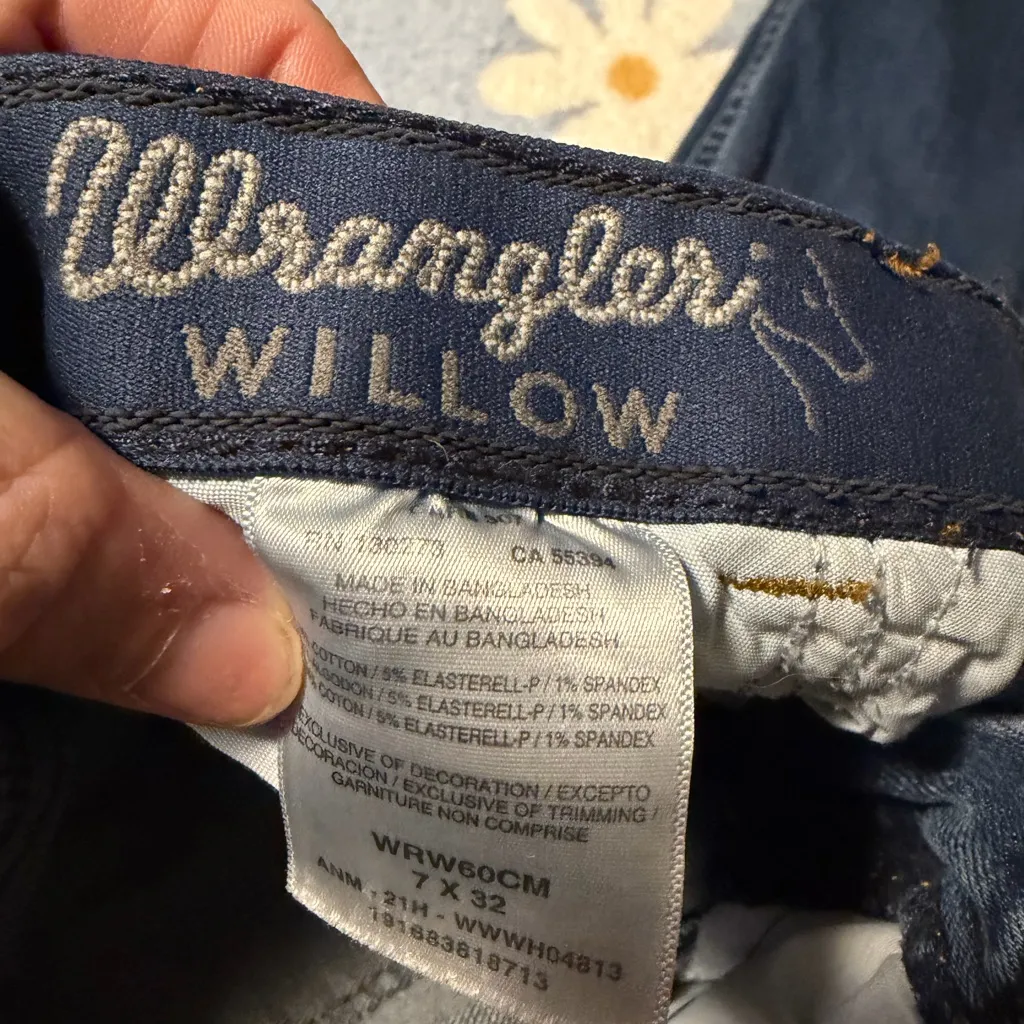 Wrangler
WILLOW
RN 130273 CA 55394
MADE IN BANGLADESH
HECHO EN BANGLADESH
FABRIQUE AU BANGLADESH
COTTON / 5% ELASTERELL-P / 1% SPANDEX
ALGODON / 5% ELASTERELL-P / 1% SPANDEX
COTON / 5% ELASTERELL-P / 1% SPANDEX
EXCLUSIVE OF DECORATION / EXCEPTO
DECORACION / EXCLUSIVE OF TRIMMING /
GARNITURE NON COMPRISE
WRW60CM
7 X 32
ANM - 21H - WWWH04813
191683818713